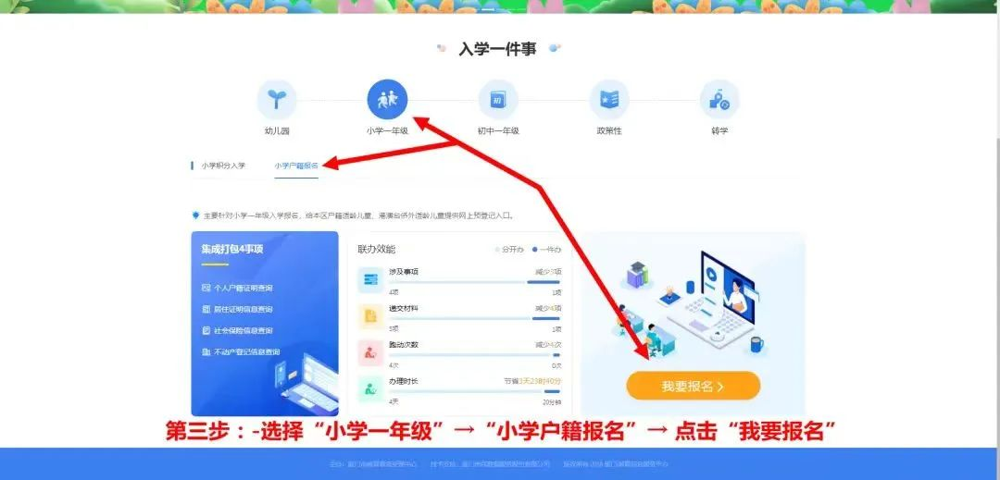 入学一件事
幼儿园
小学一年级
初
初中一年级
政策性
转学
小学积分入学
小学户籍报名
主要针对小学一年级入学报名，给本区户籍适龄儿童、港澳台侨外适龄儿童提供网上预登记入口。
集成打包4事项
个人户籍证明查询
居住证明信息查询
社会保险信息查询
不动产登记信息查询
联办效能
分开办
一件办
涉及事项
减少3项
4项
1项
递交材料
减少4项
5项
1项
跑动次数
减少4次
4次
0次
办理时长
节省3天23时40分
4天
20分钟
我要报名
第三步：-选择“小学一年级”→“小学户籍报名”→ 点击“我要报名”